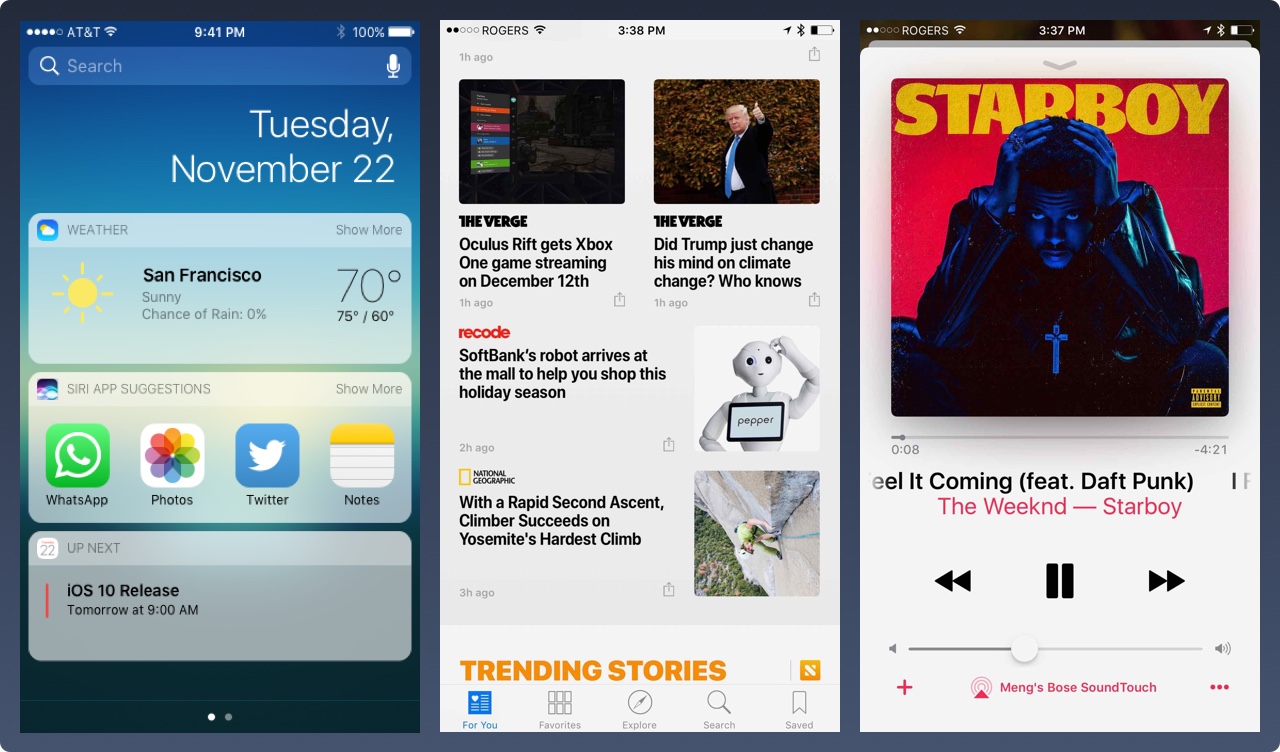 AT&T 9:41 PM 100%
Search
Tuesday,
November 22
WEATHER Show More
San Francisco
Sunny
Chance of Rain: 0%
70°
75° / 60°
SIRI APP SUGGESTIONS Show More
WhatsApp Photos Twitter Notes
22 UP NEXT
iOS 10 Release
Tomorrow at 9:00 AM
ROGERS 3:38 PM
1h ago
THE VERGE
Oculus Rift gets Xbox
One game streaming
on December 12th
1h ago
THE VERGE
Did Trump just change
his mind on climate
change? Who knows
1h ago
recode
SoftBank's robot arrives at
the mall to help you shop this
holiday season
2h ago
pepper
NATIONAL
GEOGRAPHIC
With a Rapid Second Ascent,
Climber Succeeds on
Yosemite's Hardest Climb
3h ago
TRENDING STORIES
For You Favorites Explore Search Saved
ROGERS 3:37 PM
STARBOY
PARENTAL
ADVISORY
EXPLICIT CONTENT
0:08 -4:21
eel It Coming (feat. Daft Punk) I F
The Weeknd — Starboy
Meng's Bose SoundTouch